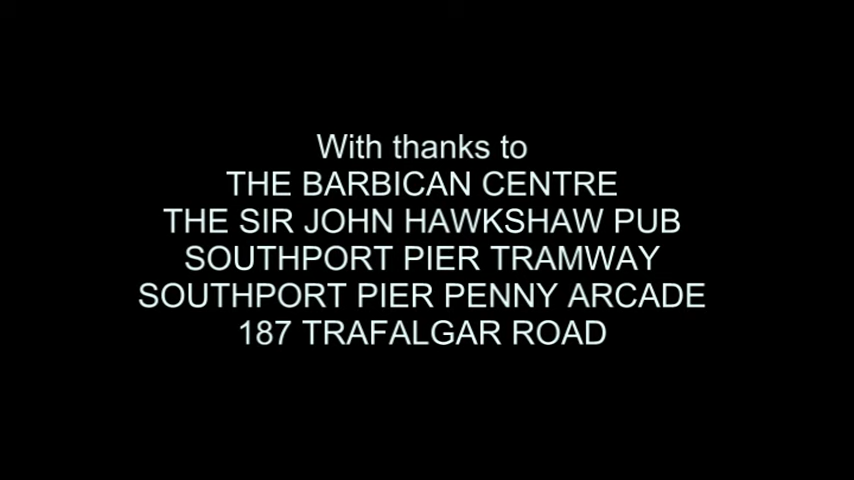 With thanks to
THE BARBICAN CENTRE
THE SIR JOHN HAWKSHAW PUB
SOUTHPORT PIER TRAMWAY
SOUTHPORT PIER PENNY ARCADE
187 TRAFALGAR ROAD